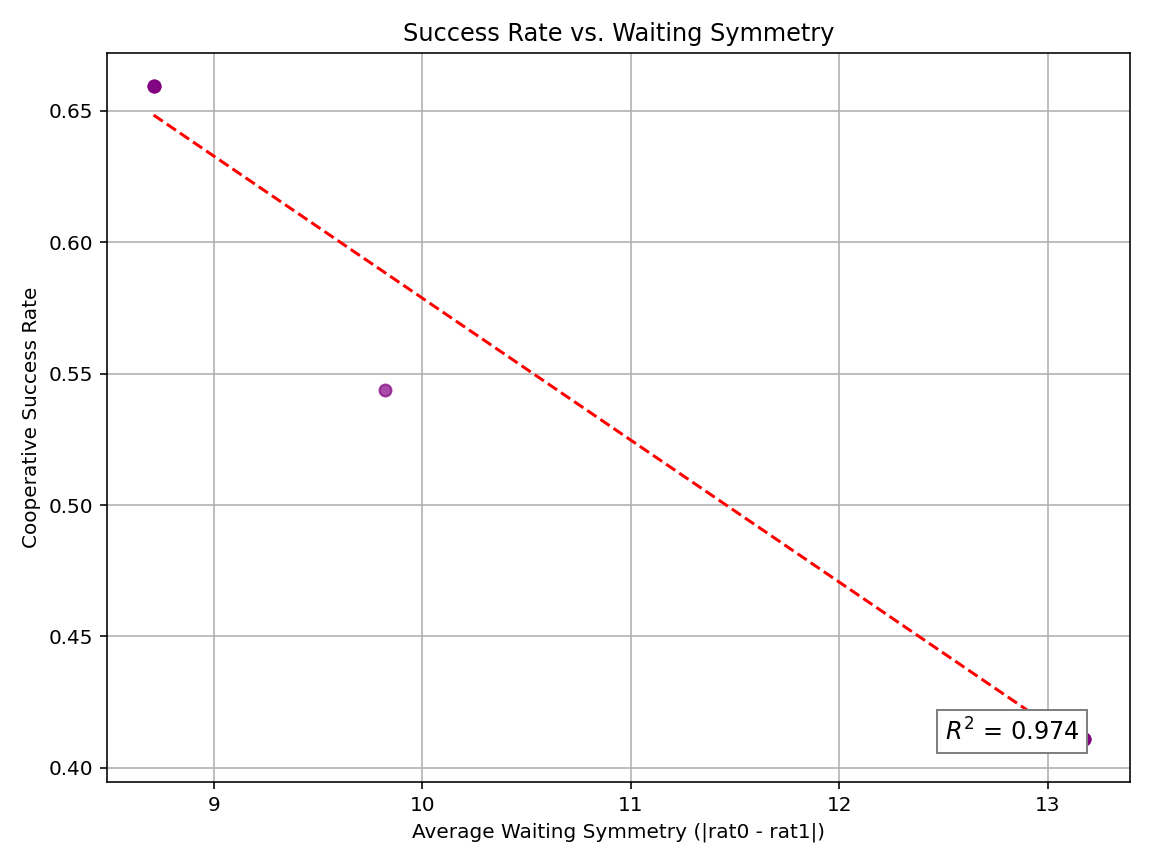 Success Rate vs. Waiting Symmetry
Cooperative Success Rate
0.65
0.60
0.55
0.50
0.45
0.40
R² = 0.974
9 10 11 12 13
Average Waiting Symmetry (|rat0 - rat1|)